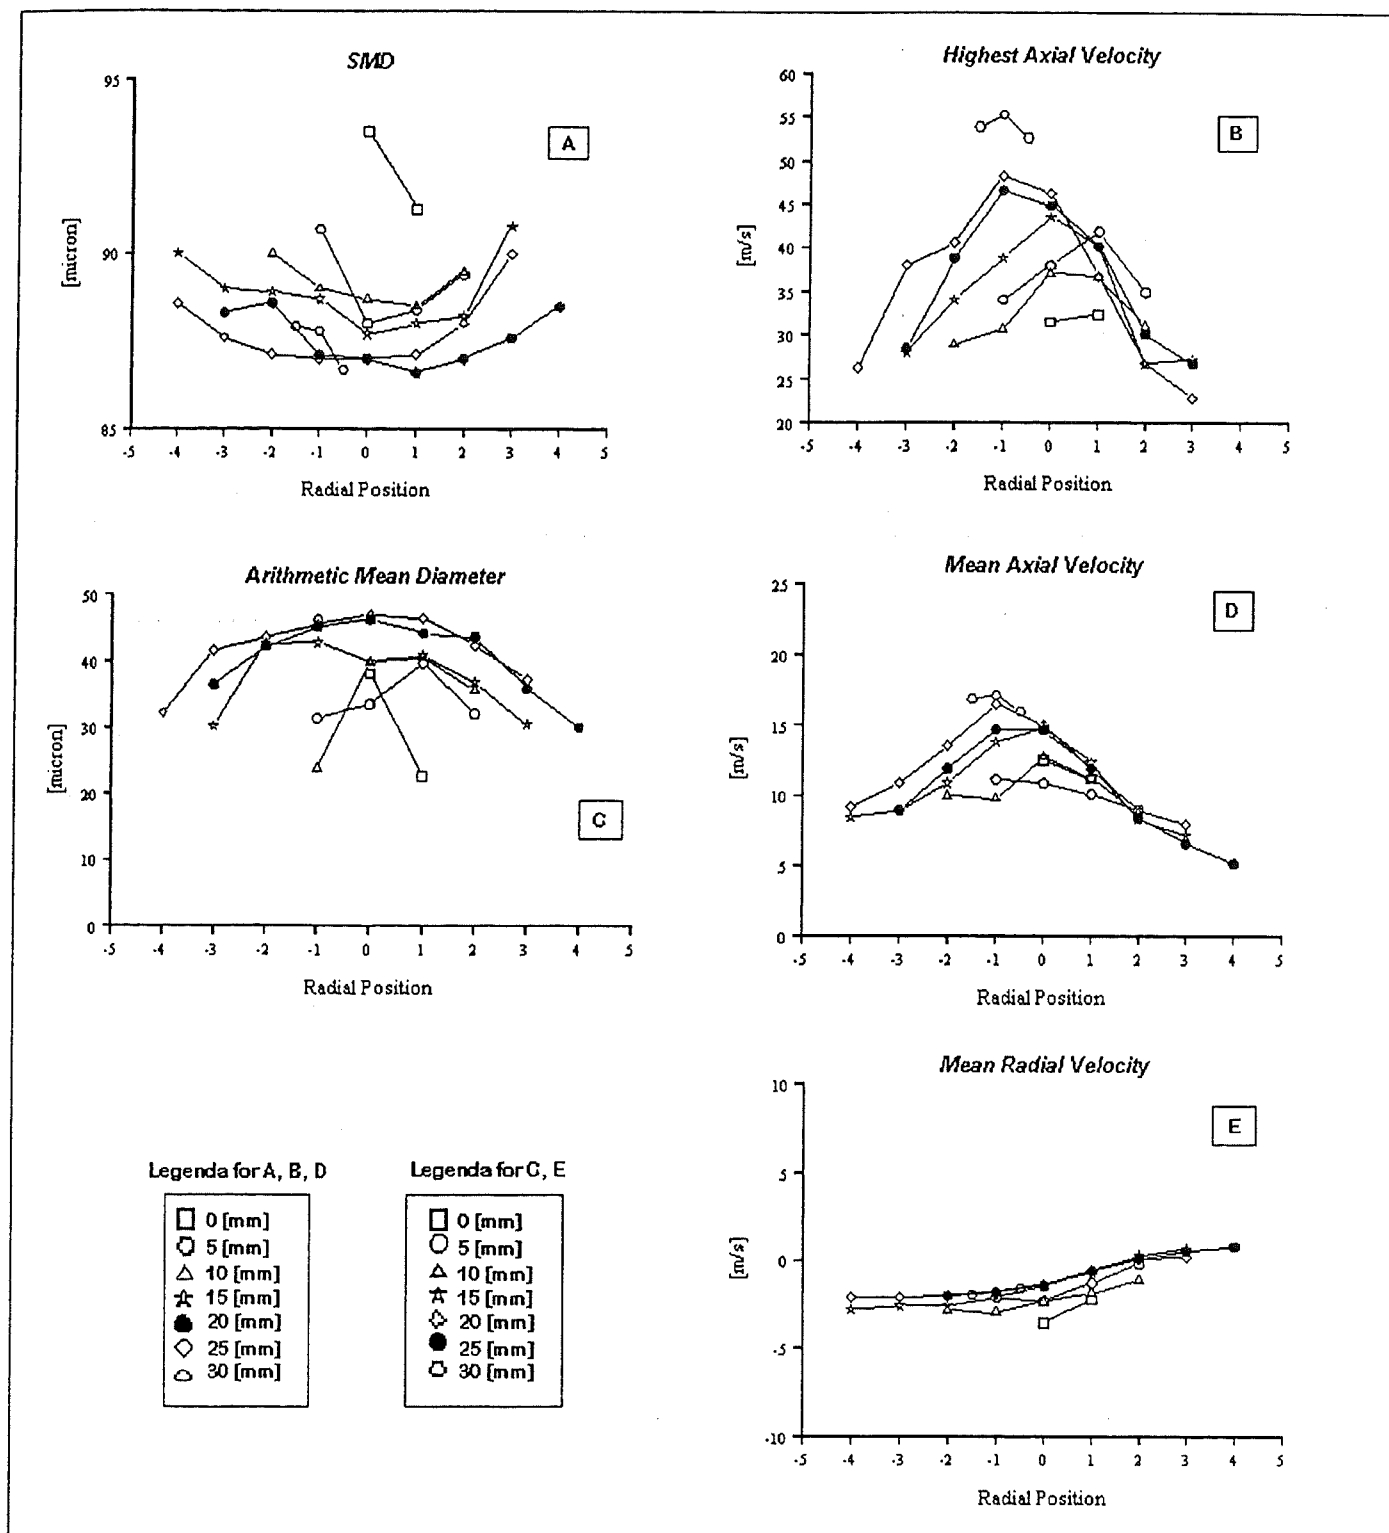 SMD
95
90
85
[micron]
A
-5 -4 -3 -2 -1 0 1 2 3 4 5
Radial Position
Highest Axial Velocity
60
55
50
45
40
35
30
25
20
[m/s]
B
-5 -4 -3 -2 -1 0 1 2 3 4 5
Radial Position
Arithmetic Mean Diameter
50
40
30
20
10
0
[micron]
C
-5 -4 -3 -2 -1 0 1 2 3 4 5
Radial Position
Mean Axial Velocity
25
20
15
10
5
0
[m/s]
D
-5 -4 -3 -2 -1 0 1 2 3 4 5
Radial Position
Mean Radial Velocity
10
5
0
-5
-10
[m/s]
E
-5 -4 -3 -2 -1 0 1 2 3 4 5
Radial Position
Legenda for A, B, D
0 [mm]
5 [mm]
10 [mm]
15 [mm]
20 [mm]
25 [mm]
30 [mm]
Legenda for C, E
0 [mm]
5 [mm]
10 [mm]
15 [mm]
20 [mm]
25 [mm]
30 [mm]